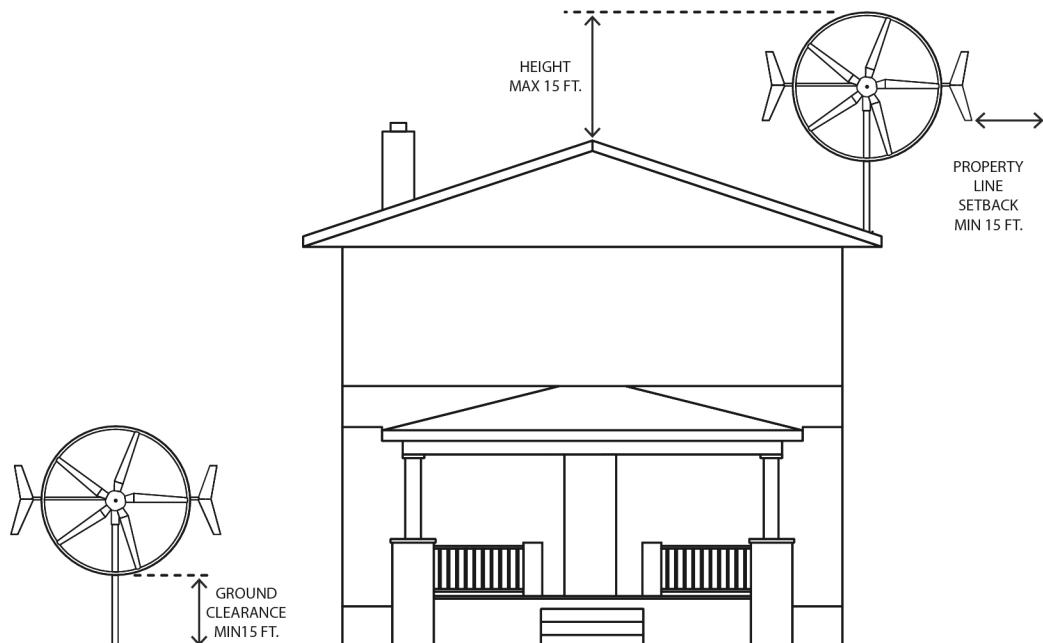 HEIGHT
MAX 15 FT.
PROPERTY
LINE
SETBACK
MIN 15 FT.
GROUND
CLEARANCE
MIN15 FT.